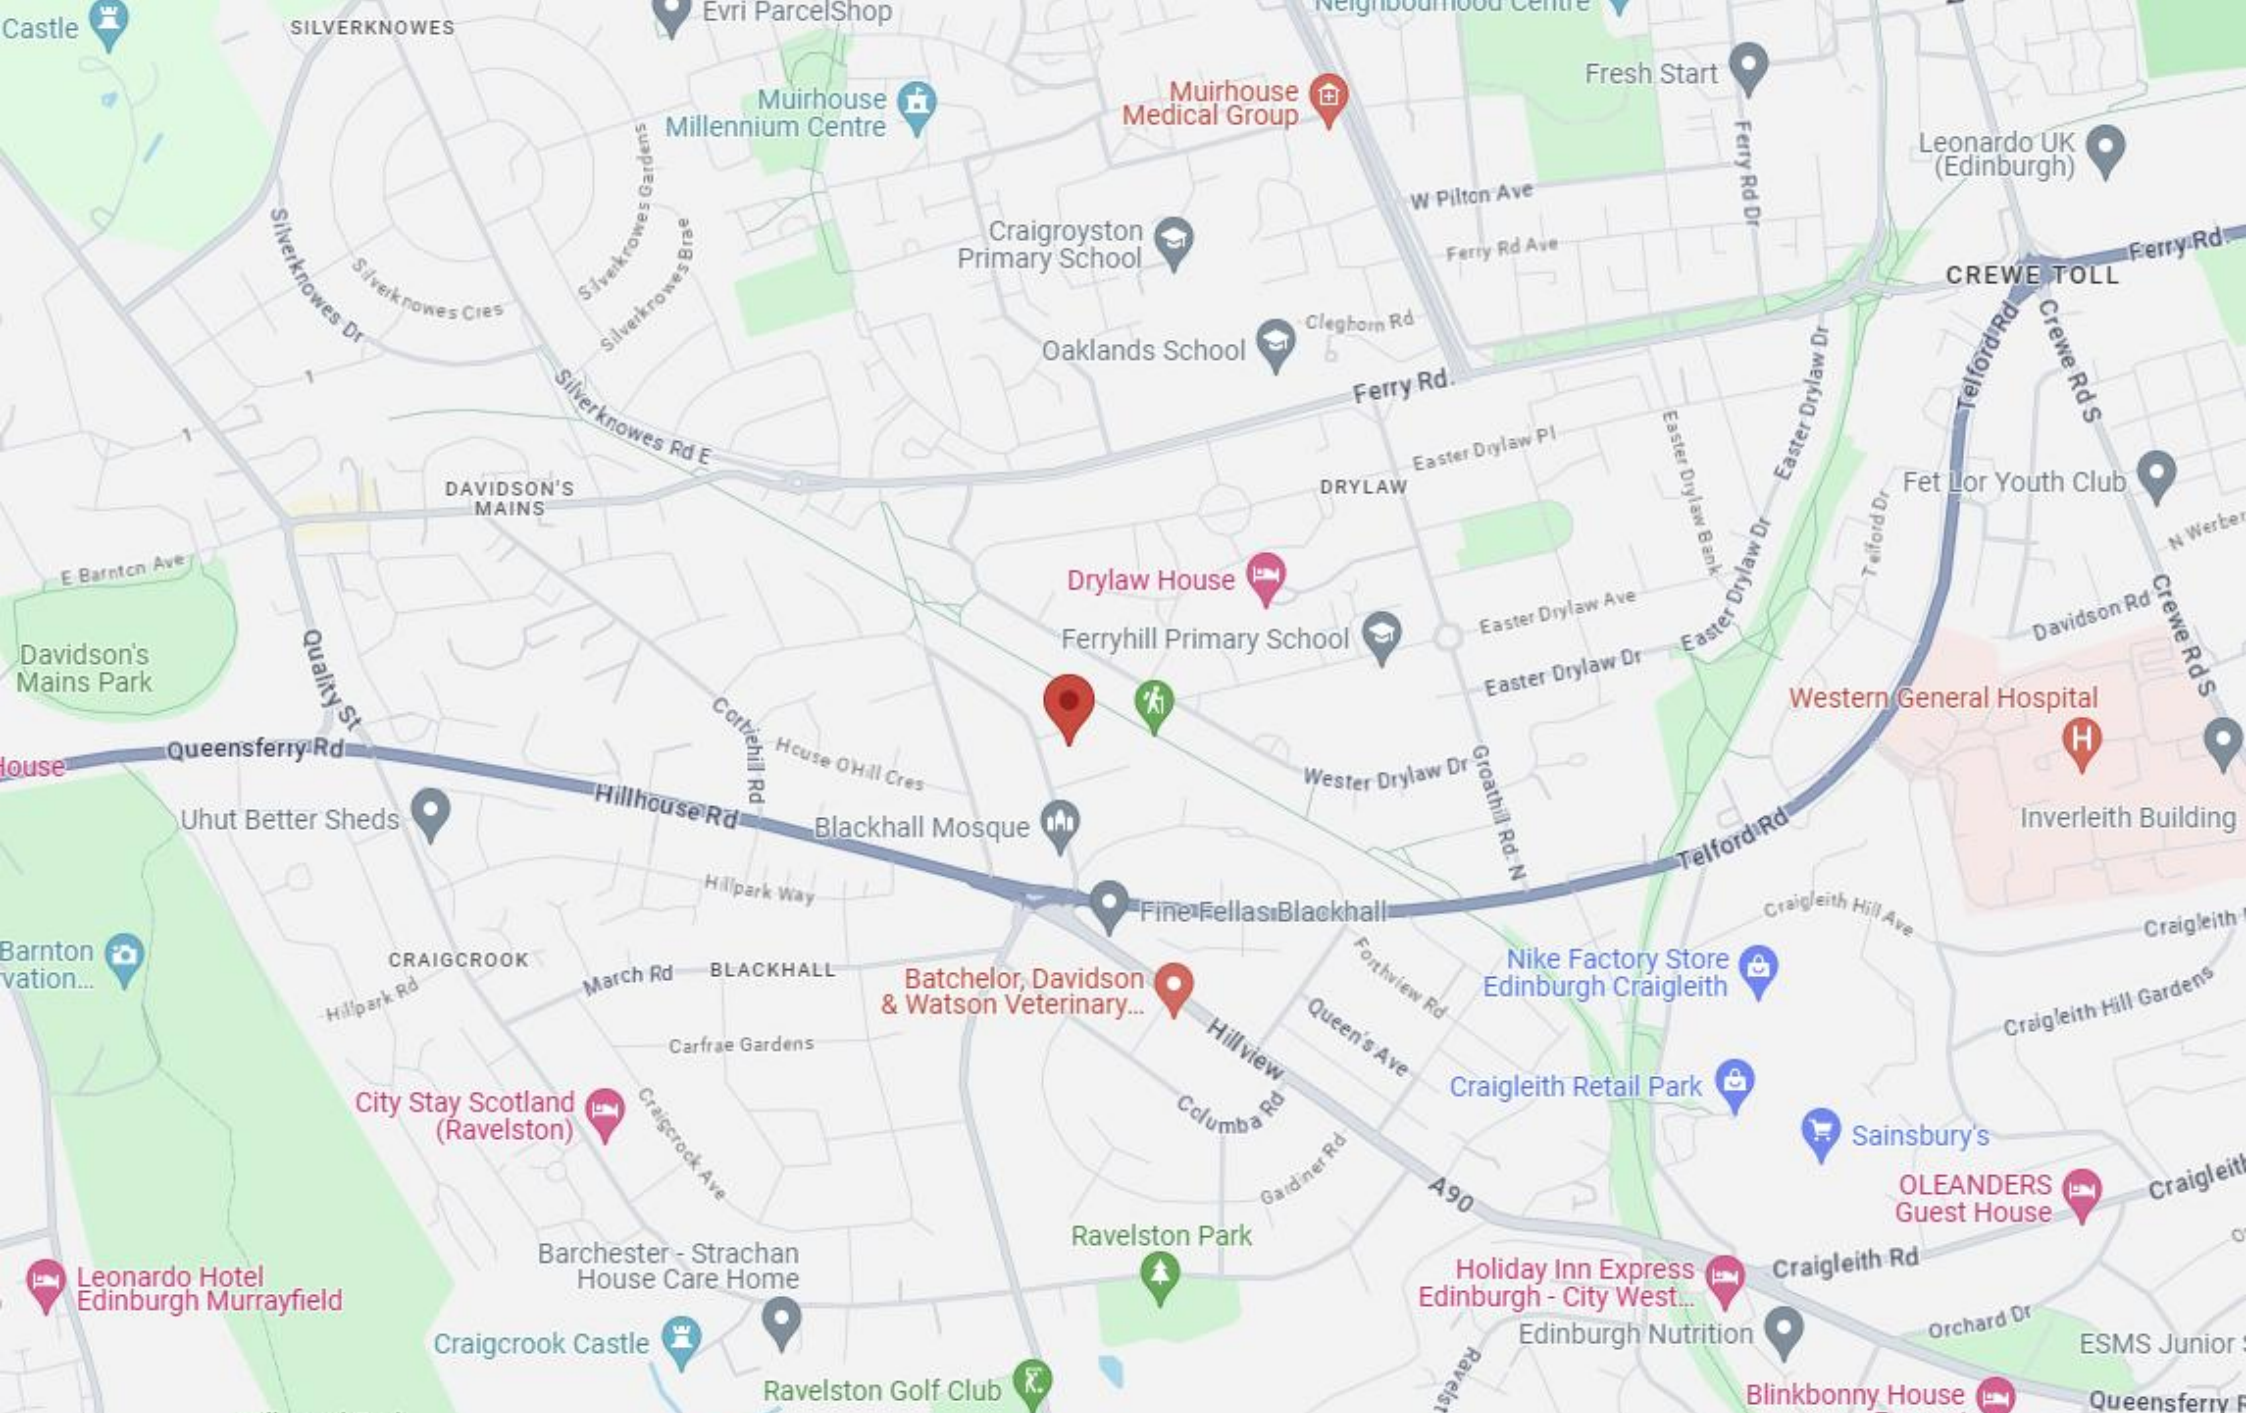 Neighbourhood Centre
Evri ParcelShop
Castle
SILVERKNOWES
Fresh Start
Muirhouse
Millennium Centre
Muirhouse
Medical Group
Leonardo UK
(Edinburgh)
Ferry Rd Dr
W Pilton Ave
Silverknowes Gardens
Silverknowes Brae
Silverknowes Dr
Silverknowes Cres
Craigroyston
Primary School
Ferry Rd Ave
Ferry Rd.
CREWE TOLL
Cleghorn Rd
Oaklands School
Telford Rd
Crewe Rd S
Easter Drylaw Dr
1
1
Ferry Rd.
Silverknowes Rd E
Easter Drylaw Pl
Easter Drylaw Bank
DAVIDSON'S
MAINS
DRYLAW
Fet Lor Youth Club
Telford Dr
N Werber
E Barnton Ave
Drylaw House
Easter Drylaw Ave
Easter Drylaw Dr
Davidson Rd
Crewe Rd S
Ferryhill Primary School
Easter Drylaw Dr
Davidson's
Mains Park
Quality St
Western General Hospital
Corbiehill Rd
House O'Hill Cres
Queensferry Rd
House
Wester Drylaw Dr
Groathill Rd. N
Hillhouse Rd
Uhut Better Sheds
Blackhall Mosque
Telford Rd
Inverleith Building
Hillpark Way
Fine Fellas Blackhall
Craigleith Hill Ave
Craigleith
Barnton
vation...
CRAIGCROOK
March Rd
BLACKHALL
Hillpark Rd
Batchelor, Davidson
& Watson Veterinary...
Forthview Rd
Nike Factory Store
Edinburgh Craigleith
Craigleith Hill Gardens
Queen's Ave
Hillview
Carfrae Gardens
Craigleith Retail Park
City Stay Scotland
(Ravelston)
Craigcrook Ave
Columba Rd
Sainsbury's
Gardiner Rd
A90
OLEANDERS
Guest House
Craigleith
Ravelston Park
Barchester - Strachan
House Care Home
Leonardo Hotel
Edinburgh Murrayfield
Holiday Inn Express
Edinburgh - City West...
Craigleith Rd
Edinburgh Nutrition
Orchard Dr
Craigcrook Castle
ESMS Junior
Ravelst
Ravelston Golf Club
Blinkbonny House
Queensferry